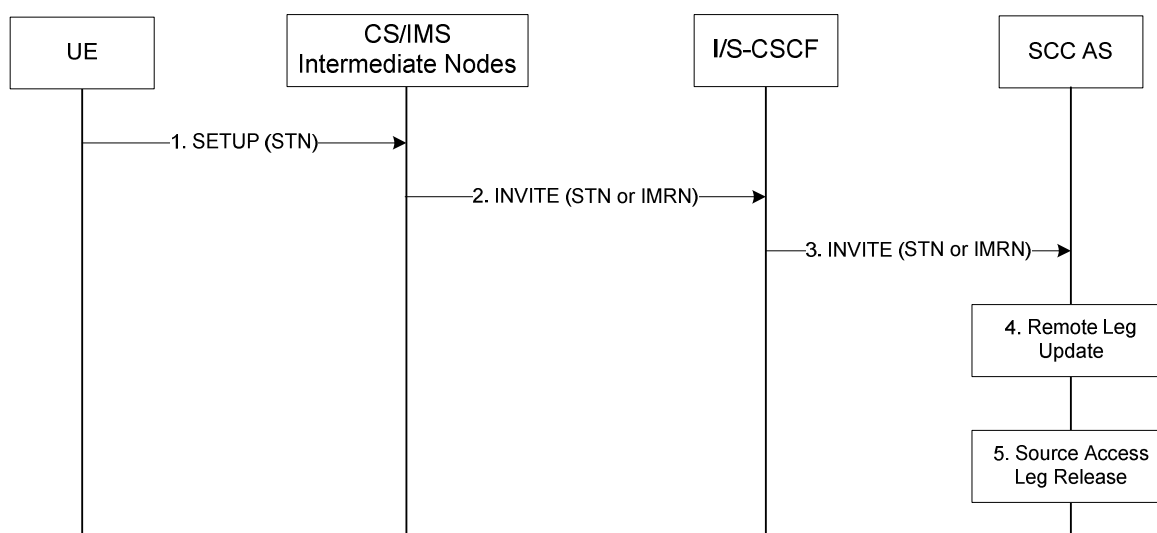 UE
CS/IMS
Intermediate Nodes
I/S-CSCF
SCC AS
1. SETUP (STN)
2. INVITE (STN or IMRN)
3. INVITE (STN or IMRN)
4. Remote Leg
Update
5. Source Access
Leg Release